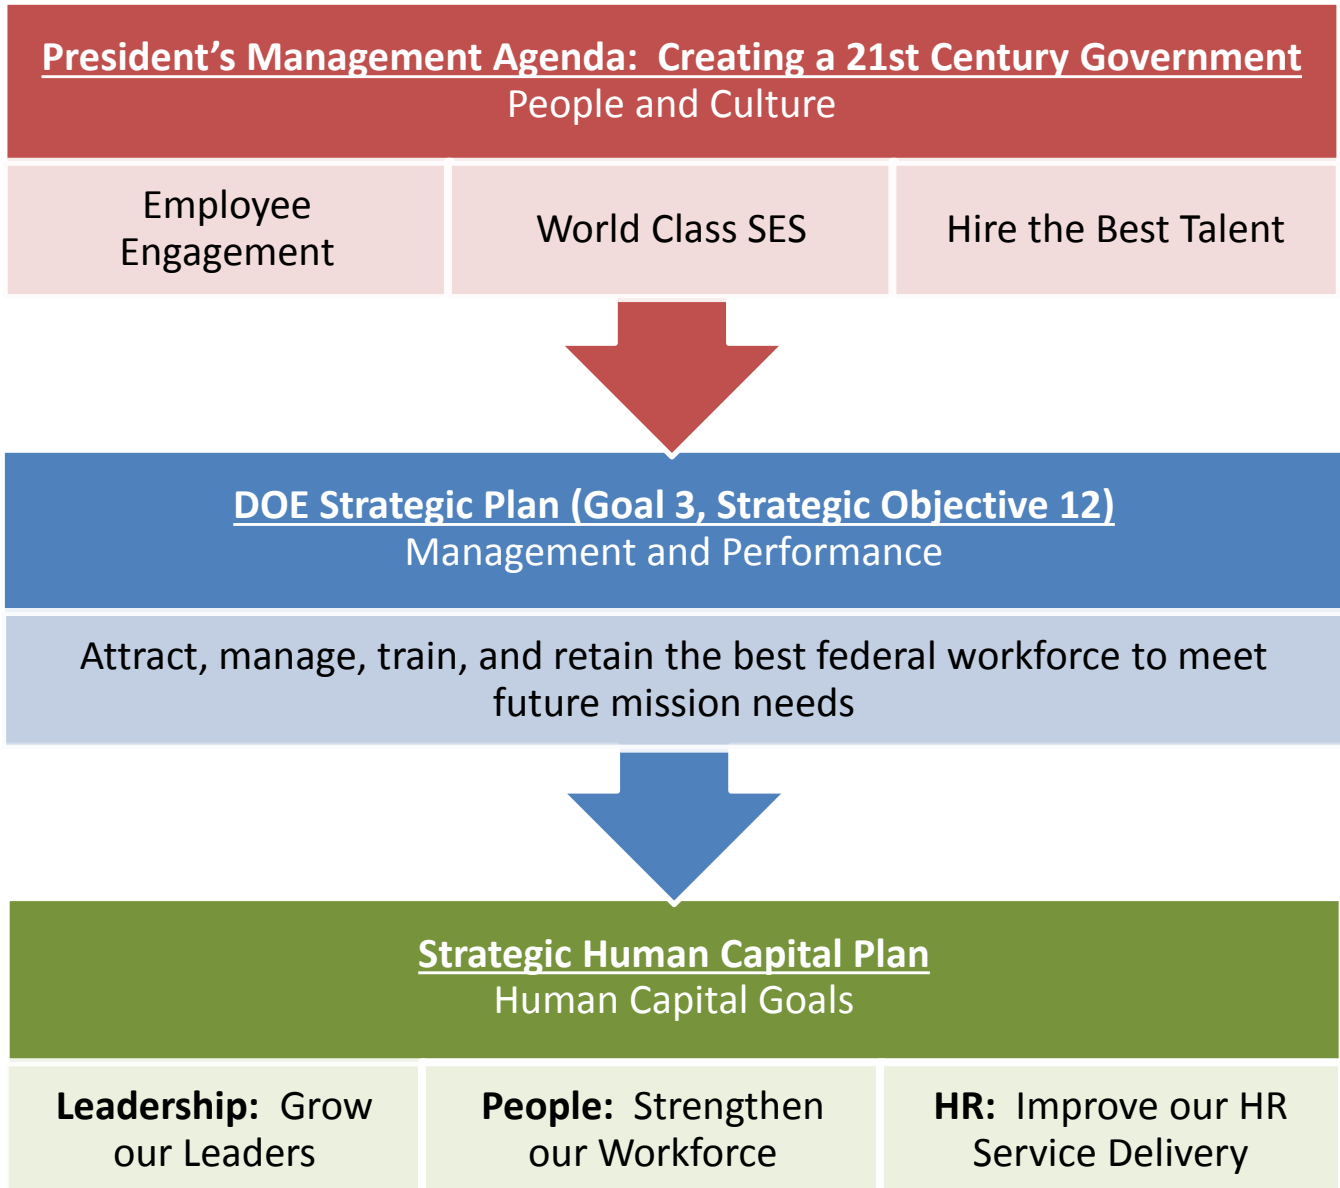 President’s Management Agenda:  Creating a 21st Century Government
People and Culture
Employee
Engagement
World Class SES
Hire the Best Talent
DOE Strategic Plan (Goal 3, Strategic Objective 12)
Management and Performance
Attract, manage, train, and retain the best federal workforce to meet
future mission needs
Strategic Human Capital Plan
Human Capital Goals
Leadership:  Grow
our Leaders
People:  Strengthen
our Workforce
HR:  Improve our HR
Service Delivery